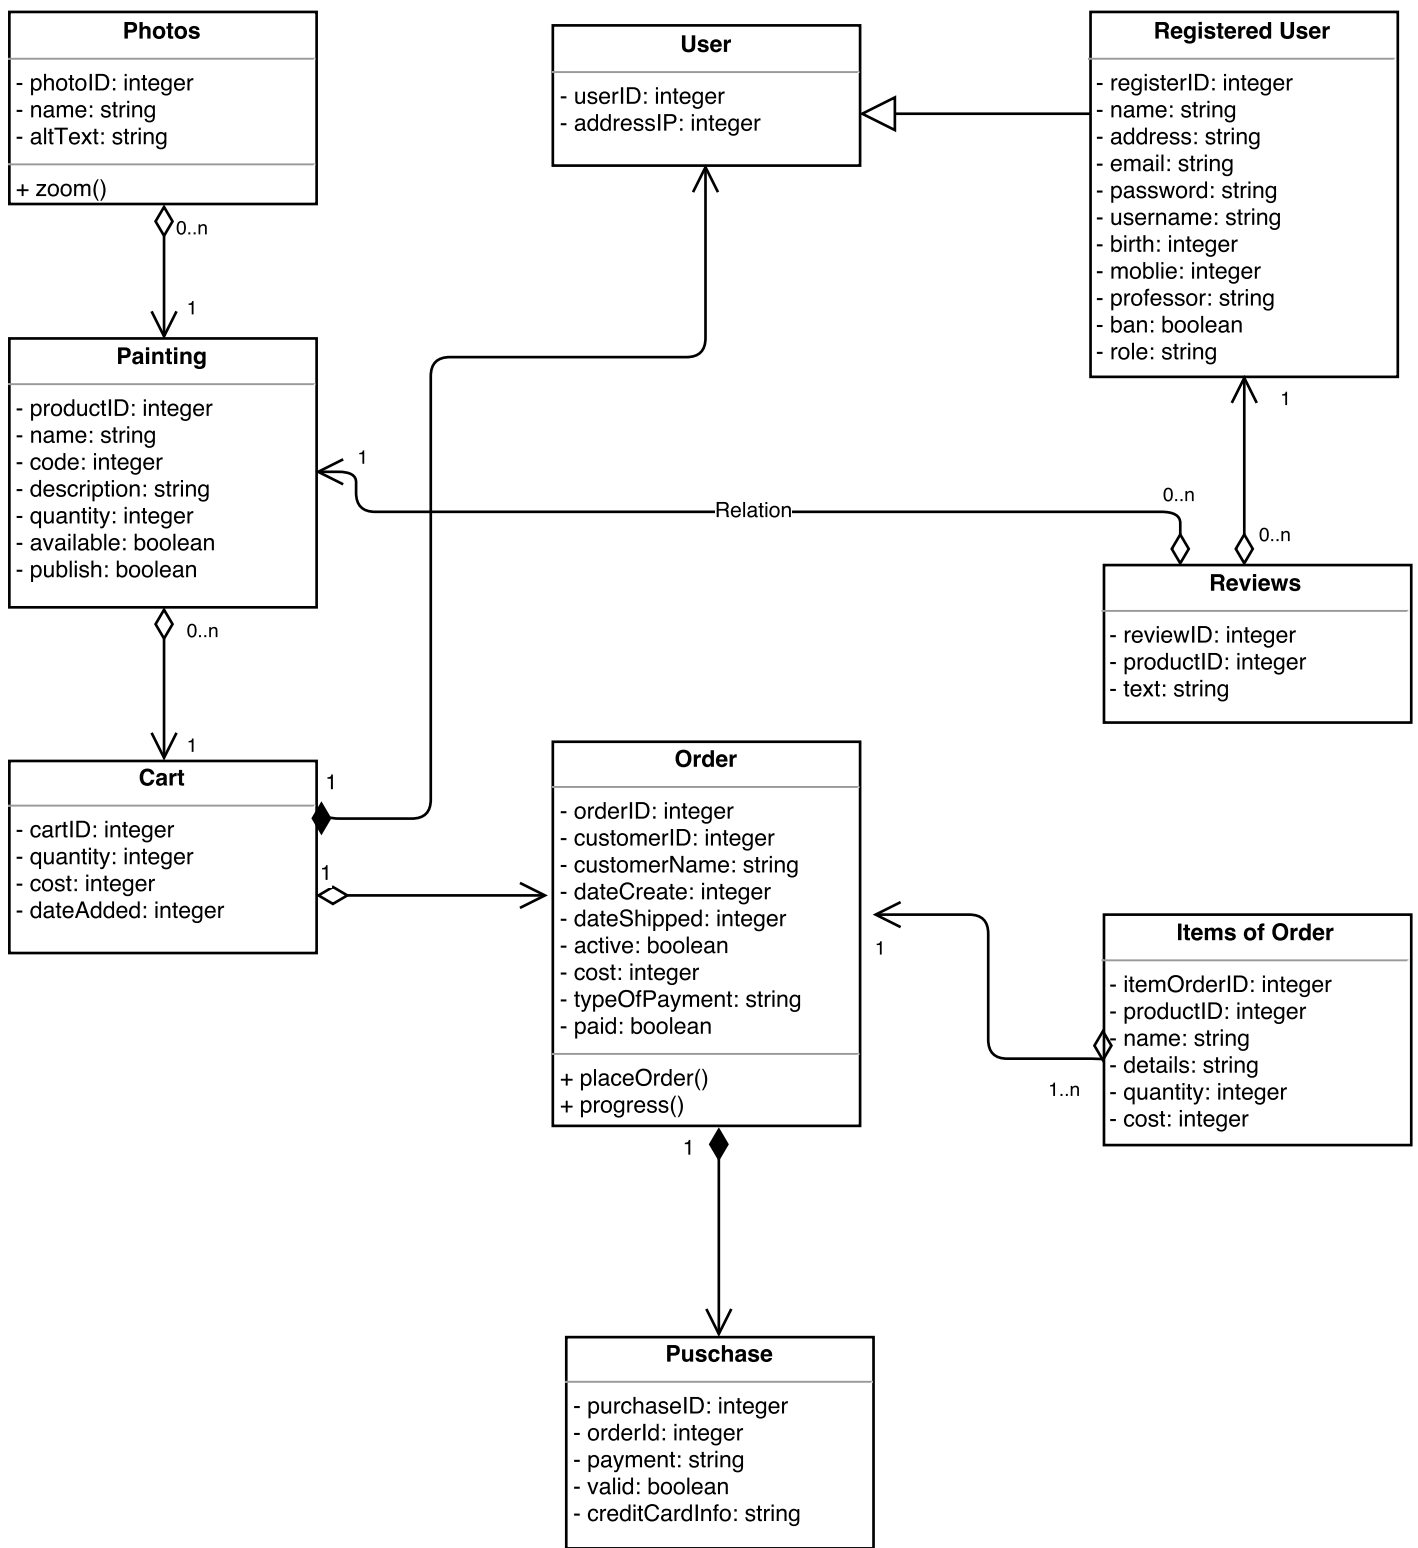 Photos
- photoID: integer
- name: string
- altText: string
+ zoom()
0..n
1
User
- userID: integer
- addressIP: integer
Registered User
- registerID: integer
- name: string
- address: string
- email: string
- password: string
- username: string
- birth: integer
- moblie: integer
- professor: string
- ban: boolean
- role: string
1
0..n
Painting
- productID: integer
- name: string
- code: integer
- description: string
- quantity: integer
- available: boolean
- publish: boolean
1
Relation
0..n
0..n
1
Reviews
- reviewID: integer
- productID: integer
- text: string
Cart
- cartID: integer
- quantity: integer
- cost: integer
- dateAdded: integer
1
1
Order
- orderID: integer
- customerID: integer
- customerName: string
- dateCreate: integer
- dateShipped: integer
- active: boolean
- cost: integer
- typeOfPayment: string
- paid: boolean
+ placeOrder()
+ progress()
1
1..n
Items of Order
- itemOrderID: integer
- productID: integer
- name: string
- details: string
- quantity: integer
- cost: integer
1
Puschase
- purchaseID: integer
- orderId: integer
- payment: string
- valid: boolean
- creditCardInfo: string